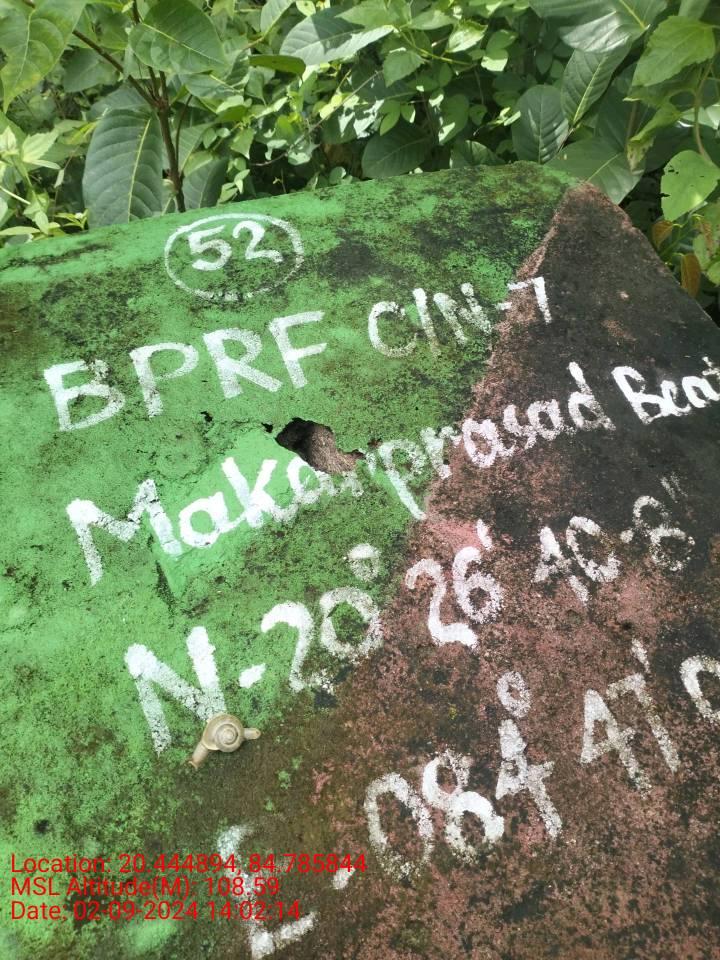 52
BPRF C/N-7
Makarprasad Beat
N-20° 26' 40.8"
E-084° 47' 0
Location: 20.444894, 84.785844
MSL Altitude(M): 108.59
Date: 02-09-2024 14:02:14